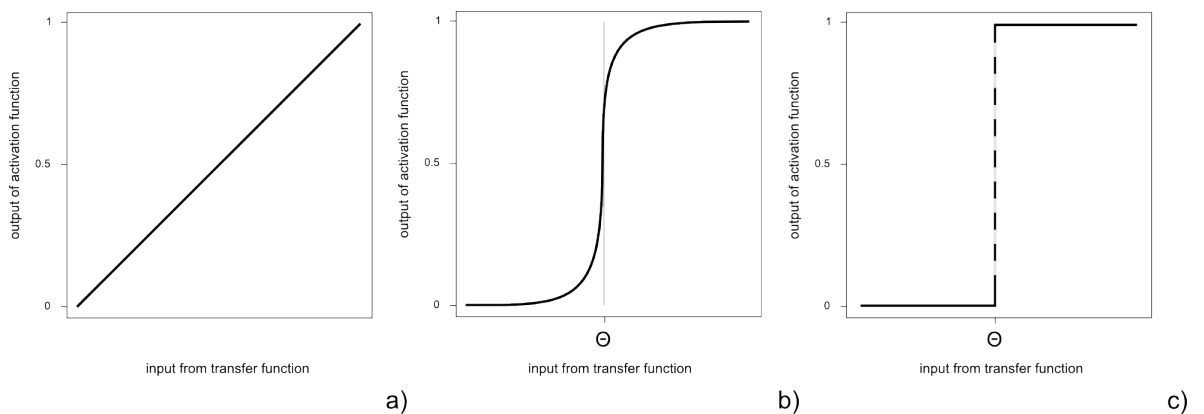 1
0.5
0
output of activation function
input from transfer function
a)
1
0.5
0
output of activation function
Θ
input from transfer function
b)
1
0.5
0
output of activation function
Θ
input from transfer function
c)